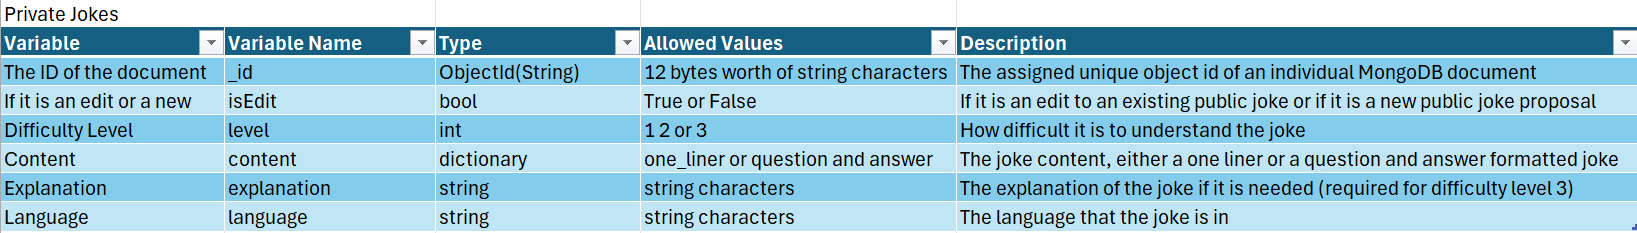 Private Jokes
Variable Variable Name Type Allowed Values Description
The ID of the document _id ObjectId(String) 12 bytes worth of string characters The assigned unique object id of an individual MongoDB document
If it is an edit or a new isEdit bool True or False If it is an edit to an existing public joke or if it is a new public joke proposal
Difficulty Level level int 1 2 or 3 How difficult it is to understand the joke
Content content dictionary one_liner or question and answer The joke content, either a one liner or a question and answer formatted joke
Explanation explanation string string characters The explanation of the joke if it is needed (required for difficulty level 3)
Language language string string characters The language that the joke is in